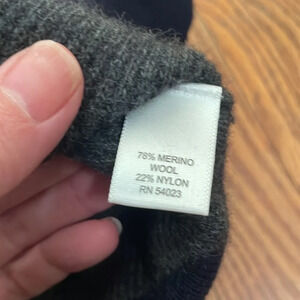 78% MERINO
WOOL
22% NYLON
RN 54023